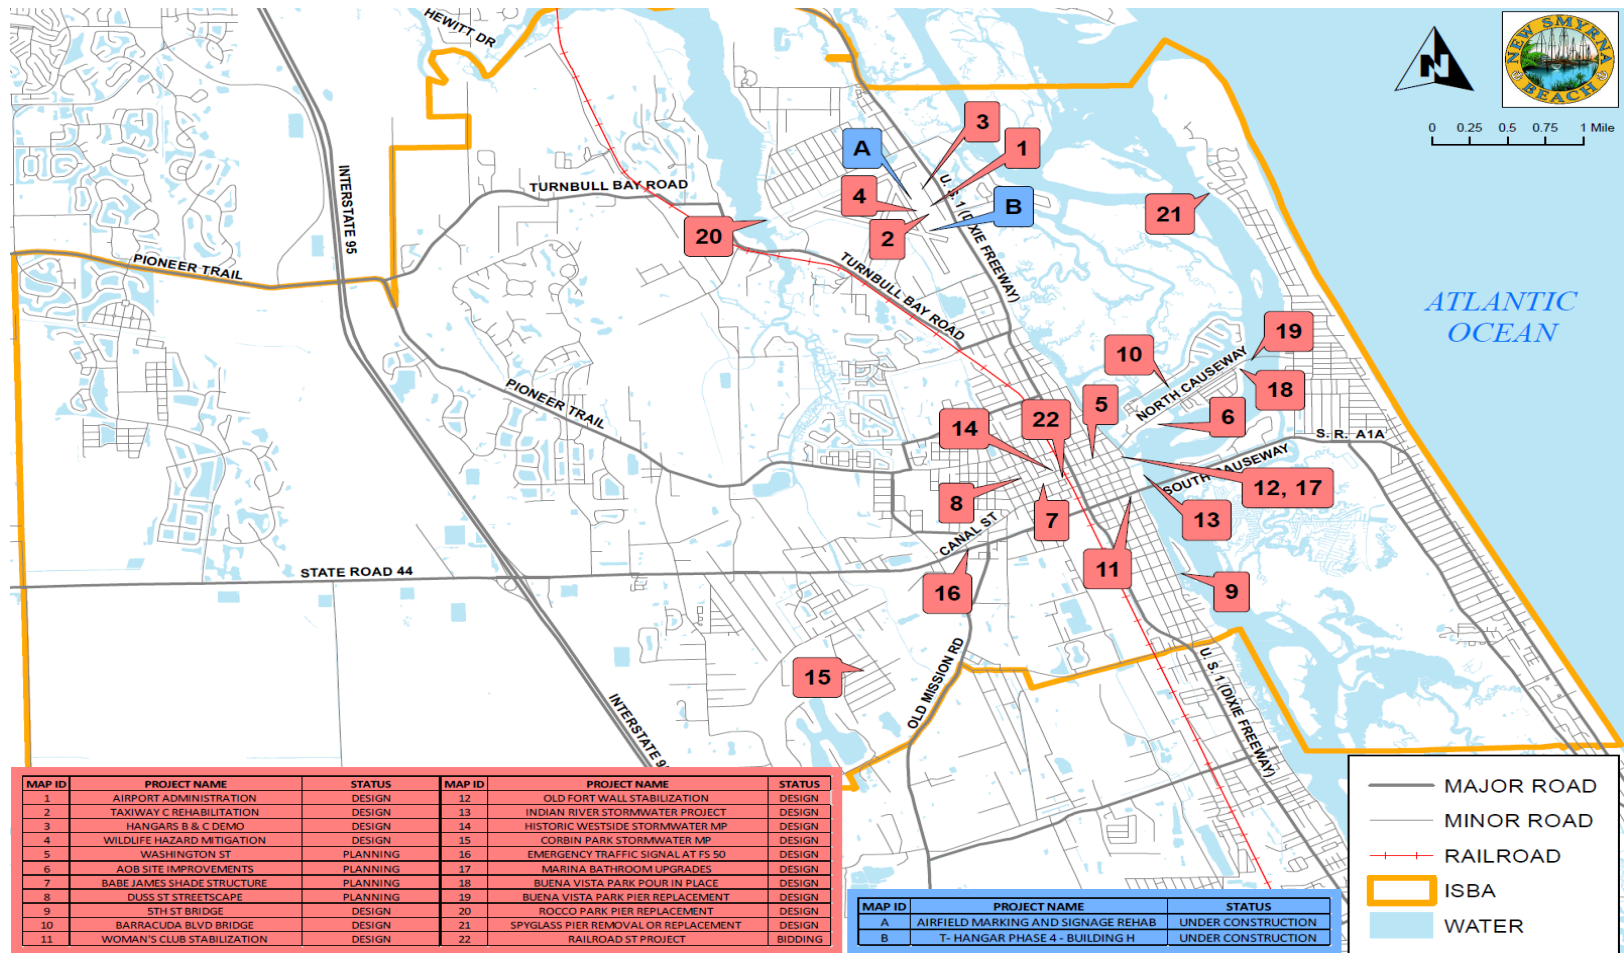 HEWITT DR
NEW SMYRNA
BEACH
0 0.25 0.5 0.75 1 Mile
3
A
1
INTERSTATE 95
TURNBULL BAY ROAD
4
U. S. 1 (DIXIE FREEWAY)
B
21
20
2
PIONEER TRAIL
TURNBULL BAY ROAD
ATLANTIC
OCEAN
19
10
NORTH CAUSEWAY
18
PIONEER TRAIL
5
6
22
14
S. R. A1A
SOUTH CAUSEWAY
12, 17
8
7
13
CANAL ST
STATE ROAD 44
11
16
9
15
OLD MISSION RD
U. S. 1 (DIXIE FREEWAY)
INTERSTATE 9
MAP ID PROJECT NAME STATUS MAP ID PROJECT NAME STATUS
1 AIRPORT ADMINISTRATION DESIGN 12 OLD FORT WALL STABILIZATION DESIGN
2 TAXIWAY C REHABILITATION DESIGN 13 INDIAN RIVER STORMWATER PROJECT DESIGN
3 HANGARS B & C DEMO DESIGN 14 HISTORIC WESTSIDE STORMWATER MP DESIGN
4 WILDLIFE HAZARD MITIGATION DESIGN 15 CORBIN PARK STORMWATER MP DESIGN
5 WASHINGTON ST PLANNING 16 EMERGENCY TRAFFIC SIGNAL AT FS 50 DESIGN
6 AOB SITE IMPROVEMENTS PLANNING 17 MARINA BATHROOM UPGRADES DESIGN
7 BABE JAMES SHADE STRUCTURE PLANNING 18 BUENA VISTA PARK POUR IN PLACE DESIGN
8 DUSS ST STREETSCAPE PLANNING 19 BUENA VISTA PARK PIER REPLACEMENT DESIGN
9 5TH ST BRIDGE DESIGN 20 ROCCO PARK PIER REPLACEMENT DESIGN
10 BARRACUDA BLVD BRIDGE DESIGN 21 SPYGLASS PIER REMOVAL OR REPLACEMENT DESIGN
11 WOMAN'S CLUB STABILIZATION DESIGN 22 RAILROAD ST PROJECT BIDDING
MAP ID PROJECT NAME STATUS
A AIRFIELD MARKING AND SIGNAGE REHAB UNDER CONSTRUCTION
B T- HANGAR PHASE 4 - BUILDING H UNDER CONSTRUCTION
MAJOR ROAD
MINOR ROAD
RAILROAD
ISBA
WATER
N